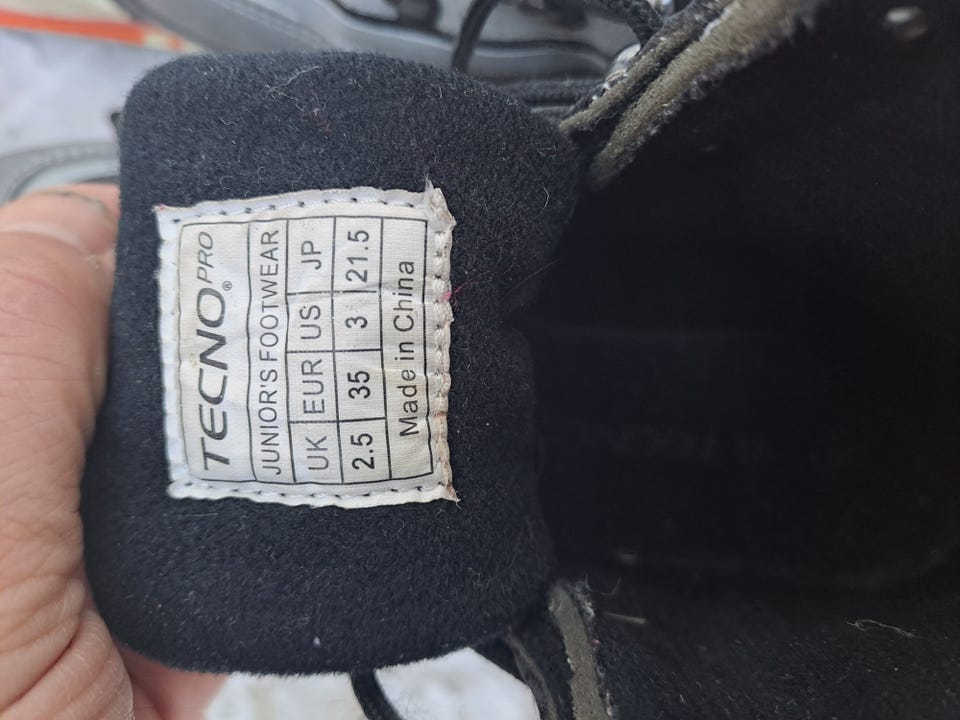 TECNOPRO®
JUNIOR'S FOOTWEAR
UK EUR US JP
2.5 35 3 21.5
Made in China